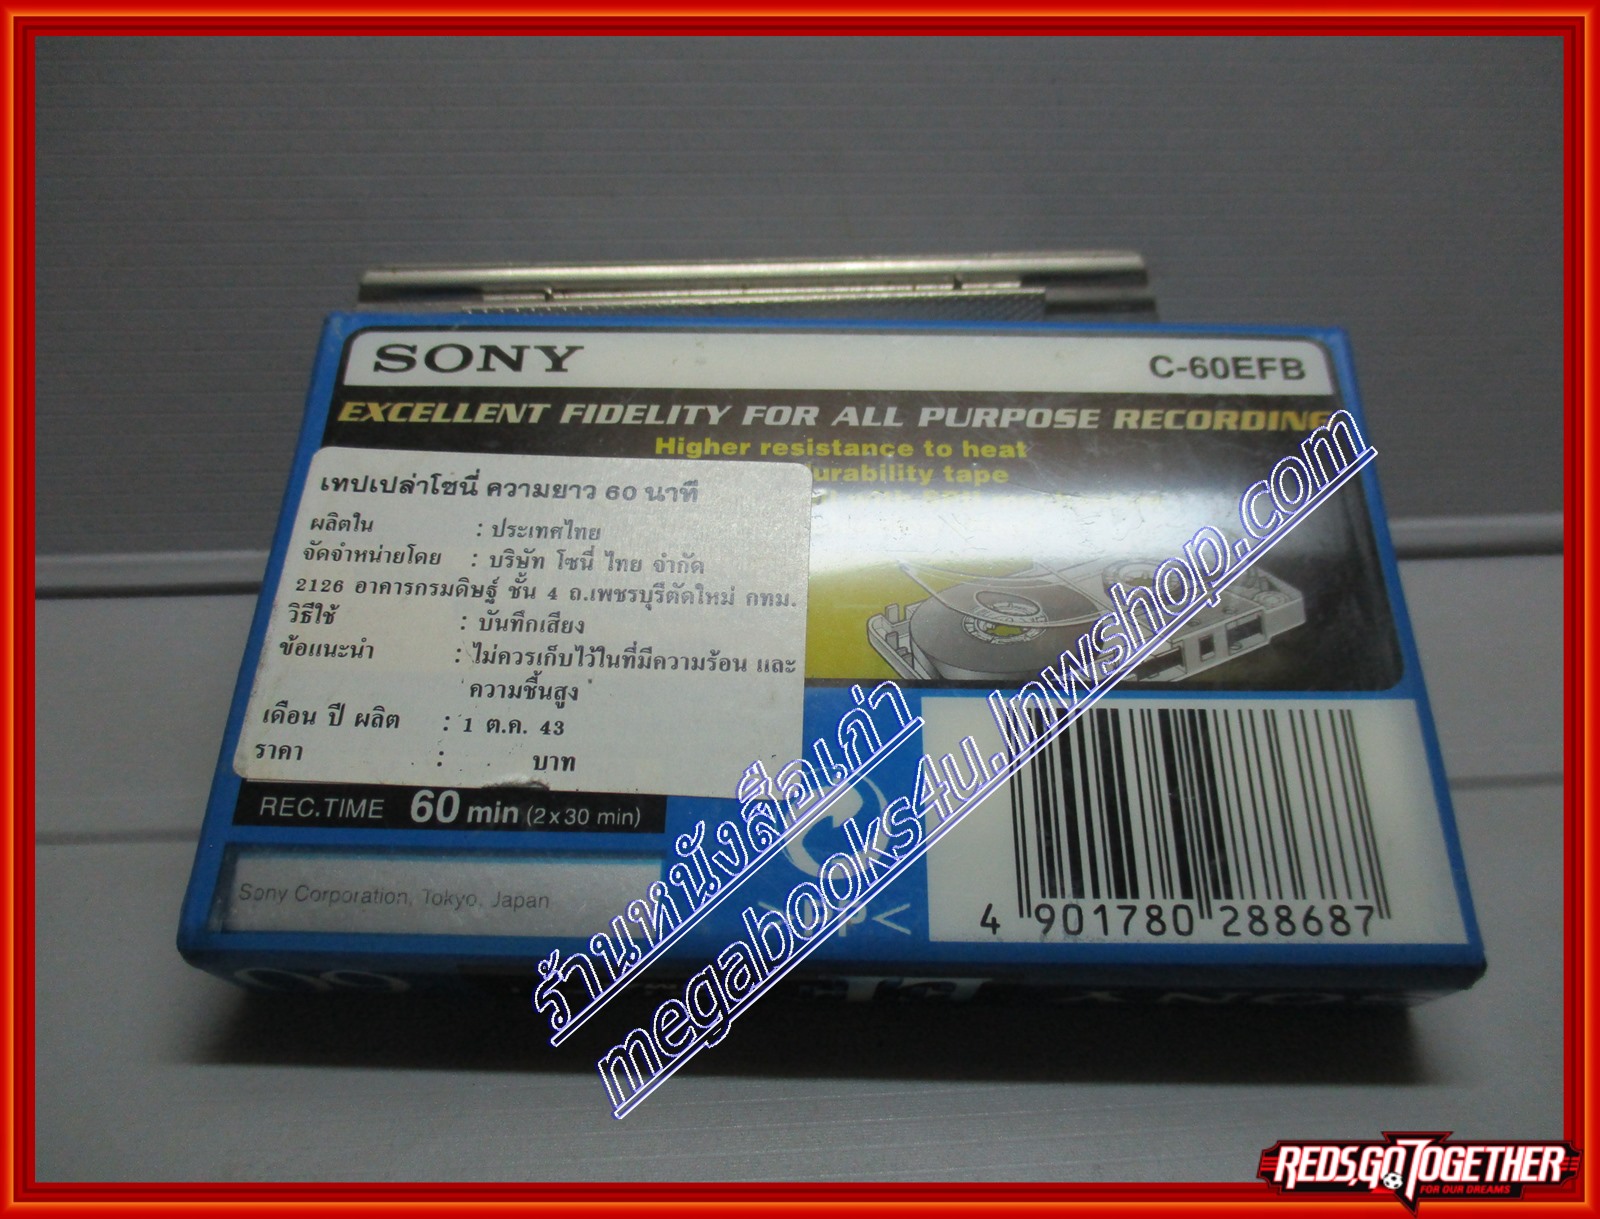 SONY
C-60EFB
EXCELLENT FIDELITY FOR ALL PURPOSE RECORDING
Higher resistance to heat
durability tape
เทปเปล่าโซนี่ ความยาว 60 นาที
ผลิตใน : ประเทศไทย
จัดจำหน่ายโดย : บริษัท โซนี่ ไทย จำกัด
2126 อาคารกรมดิษฐ์ ชั้น 4 ถ.เพชรบุรีตัดใหม่ กทม.
วิธีใช้ : บันทึกเสียง
ข้อแนะนำ : ไม่ควรเก็บไว้ในที่มีความร้อน และ
ความชื้นสูง
เดือน ปี ผลิต : 1 ต.ค. 43
ราคา : บาท
REC.TIME 60 min (2 x 30 min)
Sony Corporation, Tokyo, Japan
4 901780 288687
ร้านหนังสือเก่า
megabooks4u.lnwshop.com
REDS,GO TOGETHER
FOR OUR DREAMS